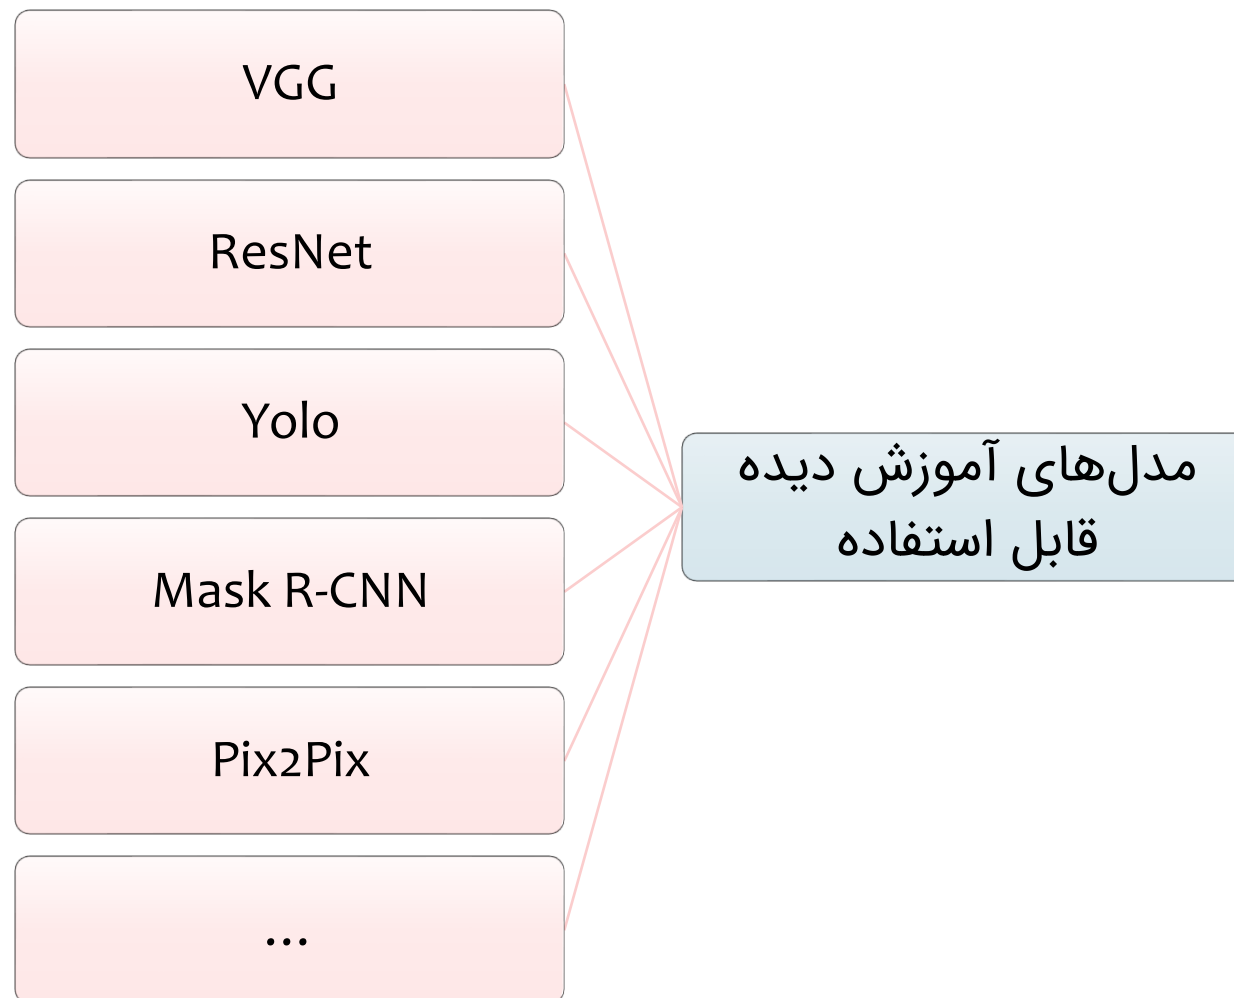 VGG
ResNet
Yolo
Mask R-CNN
Pix2Pix
...
مدل‌های آموزش دیده
قابل استفاده